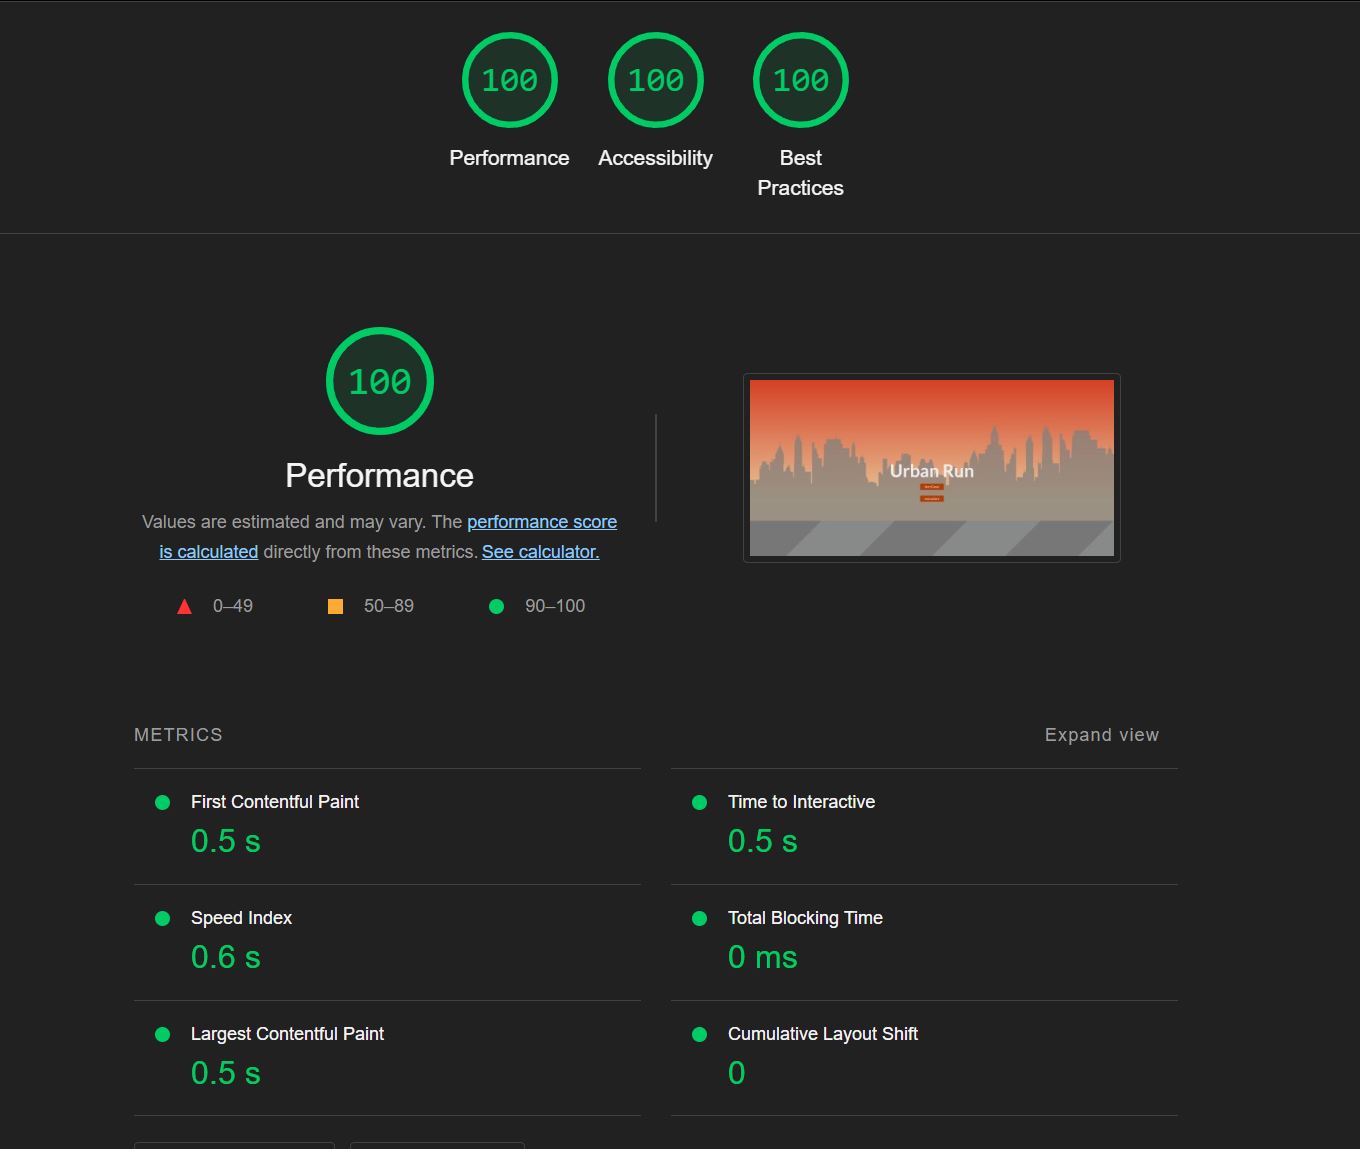 100
100
100
Performance
Accessibility
Best
Practices
100
Performance
Values are estimated and may vary. The performance score
is calculated directly from these metrics. See calculator.
0–49
50–89
90–100
Urban Run
METRICS
Expand view
First Contentful Paint
0.5 s
Time to Interactive
0.5 s
Speed Index
0.6 s
Total Blocking Time
0 ms
Largest Contentful Paint
0.5 s
Cumulative Layout Shift
0